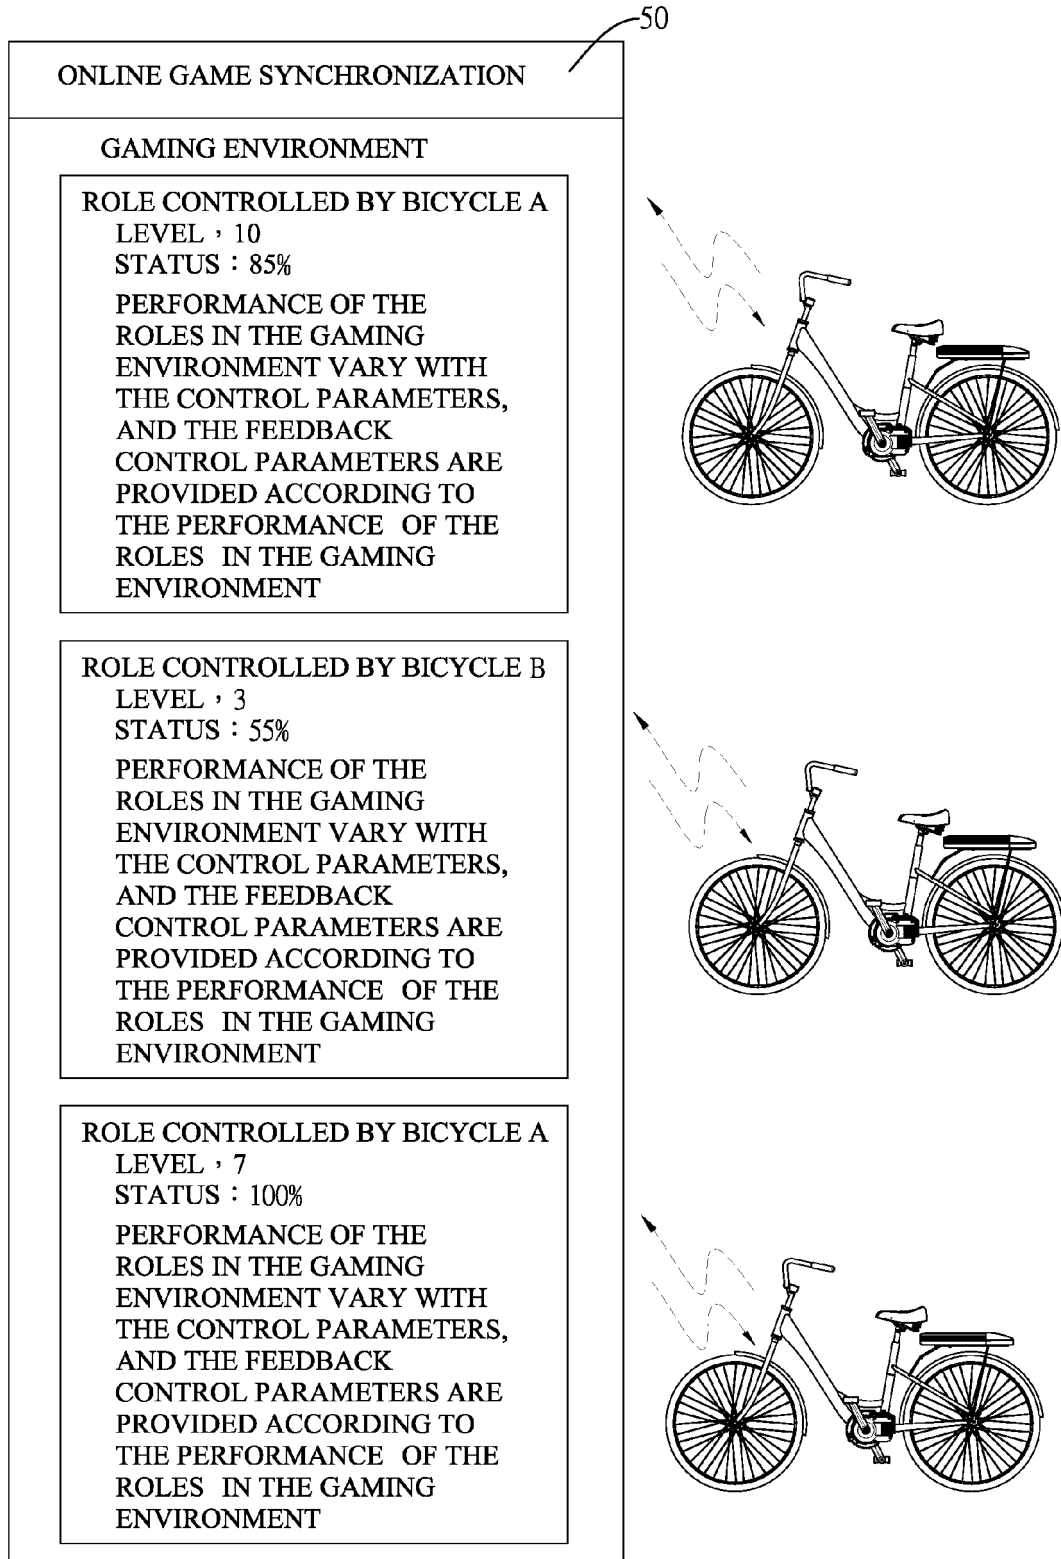 50
ONLINE GAME SYNCHRONIZATION
GAMING ENVIRONMENT
ROLE CONTROLLED BY BICYCLE A
LEVEL，10
STATUS：85%
PERFORMANCE OF THE
ROLES IN THE GAMING
ENVIRONMENT VARY WITH
THE CONTROL PARAMETERS,
AND THE FEEDBACK
CONTROL PARAMETERS ARE
PROVIDED ACCORDING TO
THE PERFORMANCE OF THE
ROLES IN THE GAMING
ENVIRONMENT
ROLE CONTROLLED BY BICYCLE B
LEVEL，3
STATUS：55%
PERFORMANCE OF THE
ROLES IN THE GAMING
ENVIRONMENT VARY WITH
THE CONTROL PARAMETERS,
AND THE FEEDBACK
CONTROL PARAMETERS ARE
PROVIDED ACCORDING TO
THE PERFORMANCE OF THE
ROLES IN THE GAMING
ENVIRONMENT
ROLE CONTROLLED BY BICYCLE A
LEVEL，7
STATUS：100%
PERFORMANCE OF THE
ROLES IN THE GAMING
ENVIRONMENT VARY WITH
THE CONTROL PARAMETERS,
AND THE FEEDBACK
CONTROL PARAMETERS ARE
PROVIDED ACCORDING TO
THE PERFORMANCE OF THE
ROLES IN THE GAMING
ENVIRONMENT